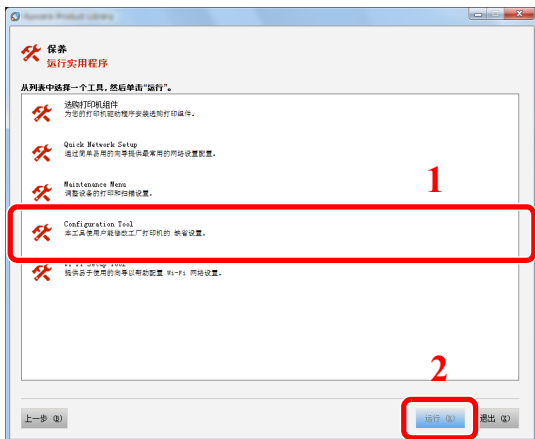 Kyocera Product Library
保养
运行实用程序
从列表中选择一个工具,然后单击“运行”。
选购打印机组件
为您的打印机驱动程序安装选购打印组件。
Quick Network Setup
通过简单易用的向导提供最常用的网络设置配置。
1
Maintenance Menu
调整设备的打印和扫描设置。
Configuration Tool
本工具使用户能修改工厂打印机的 缺省设置。
Wi-Fi Setup Tool
提供易于使用的向导以帮助配置 Wi-Fi 网络设置。
2
上一步 (B)
运行 (R)
退出 (X)